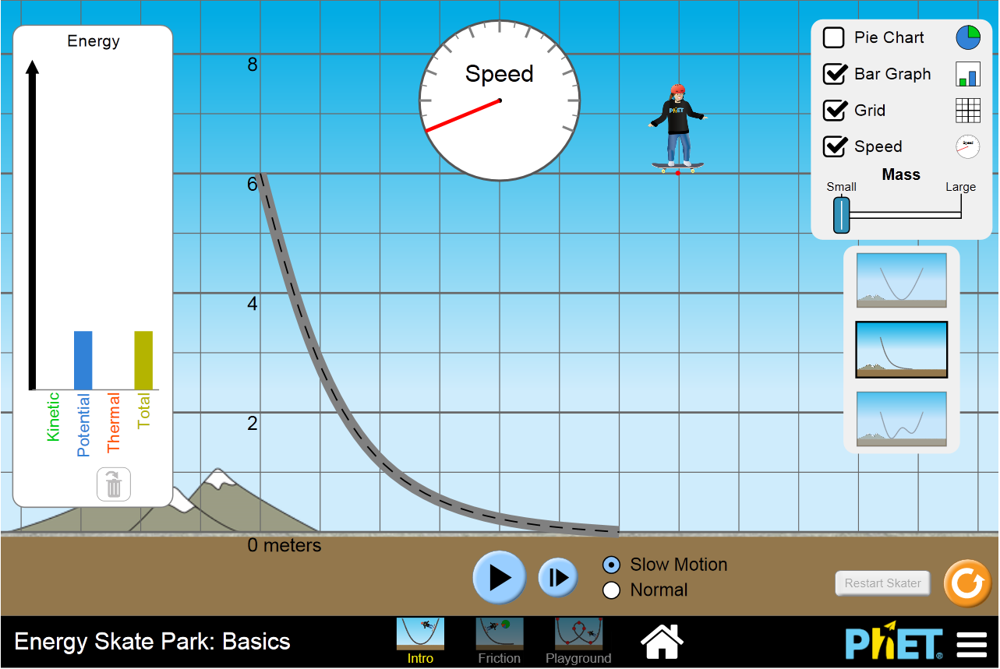 Energy
Kinetic
Potential
Thermal
Total
8
6
4
2
0 meters
Speed
PhET
Pie Chart
Bar Graph
Grid
Speed
Speed
Mass
Small
Large
Slow Motion
Normal
Restart Skater
Energy Skate Park: Basics
Intro
Friction
Playground
PhET®